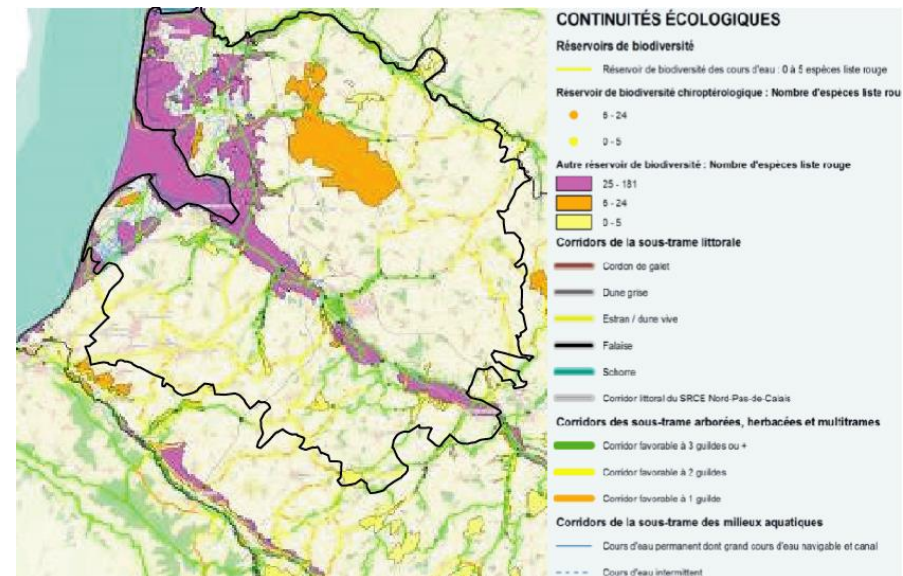 CONTINUITÉS ÉCOLOGIQUES
Réservoirs de biodiversité
Réservoir de biodiversité des cours d'eau : 0 à 5 espèces liste rouge
Réservoir de biodiversité chiroptérologique : Nombre d'espèces liste rou
6 - 24
0 - 5
Autre réservoir de biodiversité : Nombre d'espèces liste rouge
25 - 181
6 - 24
0 - 5
Corridors de la sous-trame littorale
Cordon de galet
Dune grise
Estran / dune vive
Falaise
Schorre
Corridor littoral du SRCE Nord-Pas-de-Calais
Corridors des sous-trame arborées, herbacées et multitrames
Corridor favorable à 3 guildes ou +
Corridor favorable à 2 guildes
Corridor favorable à 1 guilde
Corridors de la sous-trame des milieux aquatiques
Cours d'eau permanent dont grand cours d'eau navigable et canal
Cours d'eau intermittent